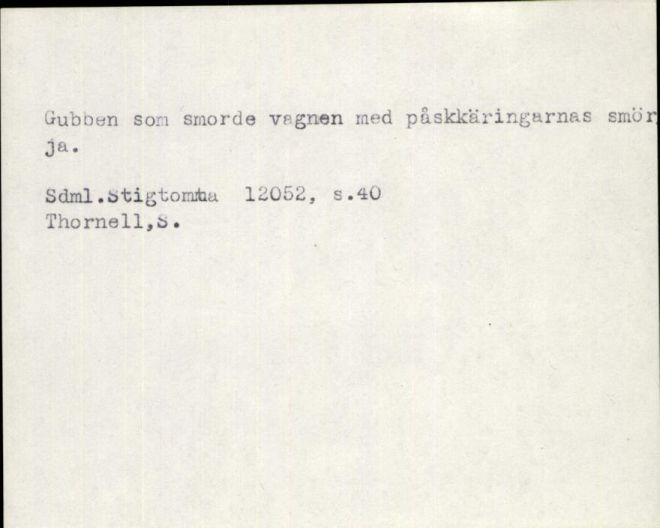 Gubben som smorde vagnen med påskkäringarnas smör
ja.
Sdml.Stigtomta 12052, s.40
Thornell,S.